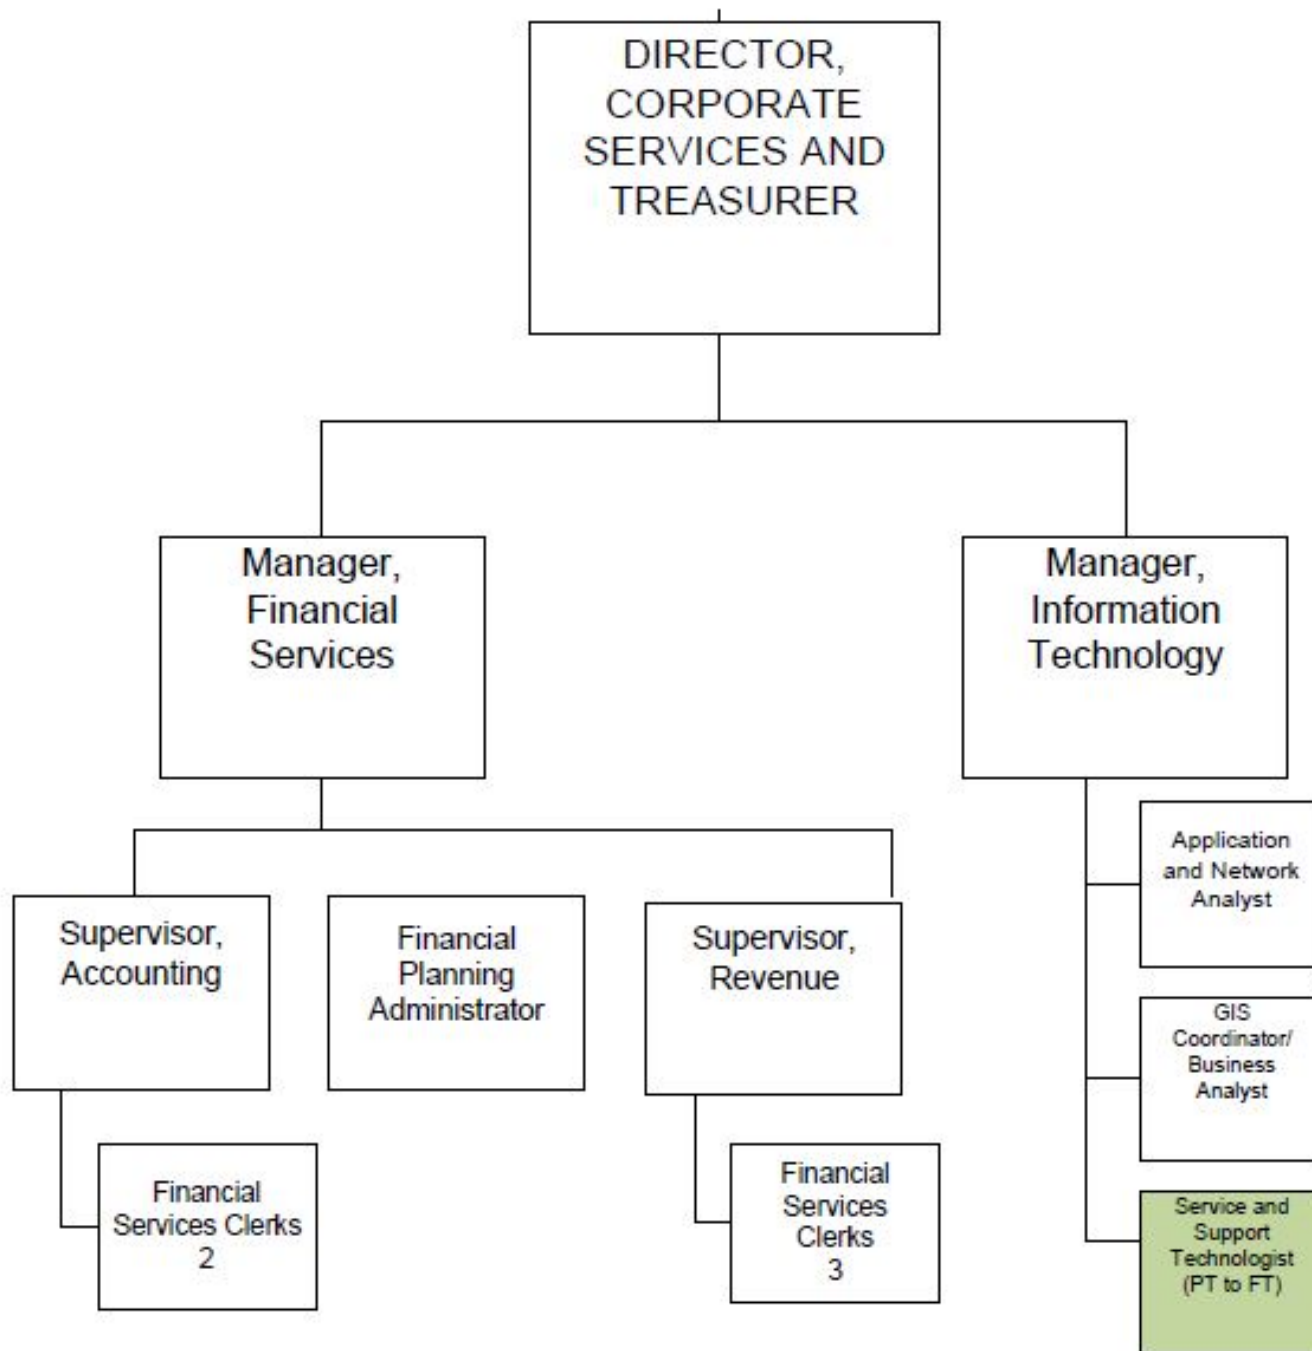 DIRECTOR,
CORPORATE
SERVICES AND
TREASURER
Manager,
Financial
Services
Manager,
Information
Technology
Supervisor,
Accounting
Financial
Planning
Administrator
Supervisor,
Revenue
Application
and Network
Analyst
GIS
Coordinator/
Business
Analyst
Financial
Services Clerks
2
Financial
Services
Clerks
3
Service and
Support
Technologist
(PT to FT)